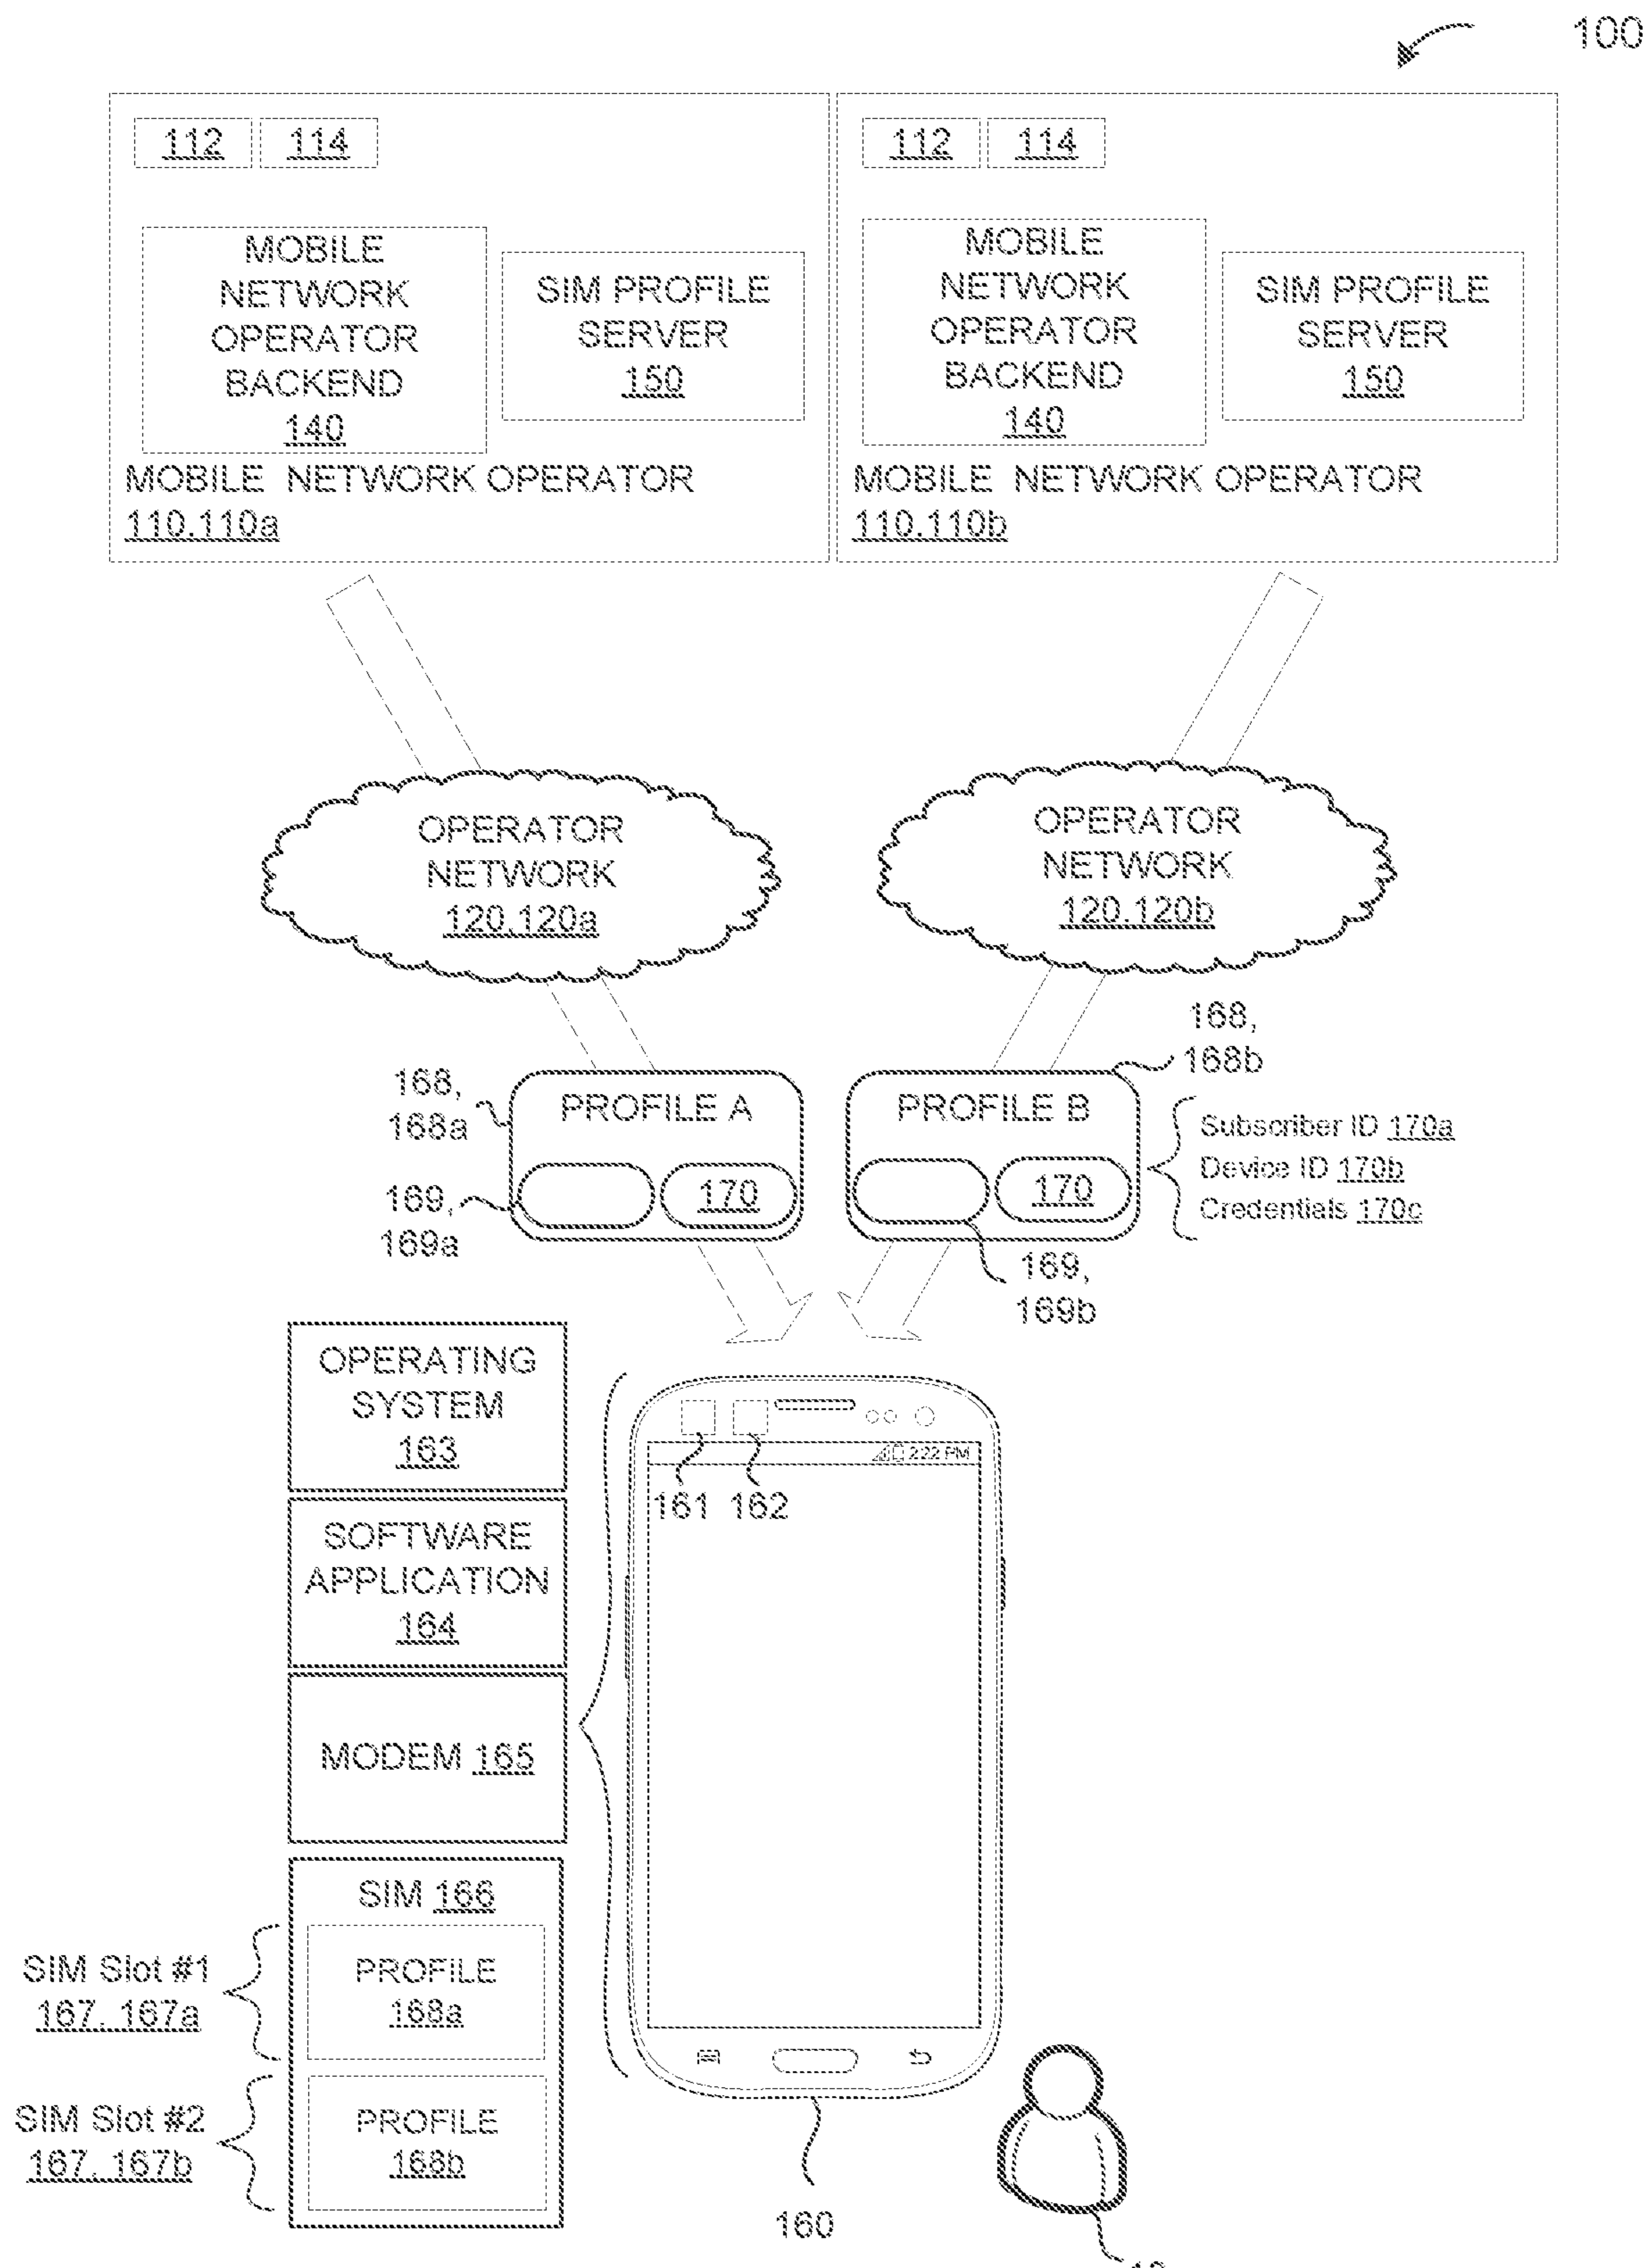 100
112 114
MOBILE
NETWORK
OPERATOR
BACKEND
140
SIM PROFILE
SERVER
150
MOBILE NETWORK OPERATOR
110,110a
112 114
MOBILE
NETWORK
OPERATOR
BACKEND
140
SIM PROFILE
SERVER
150
MOBILE NETWORK OPERATOR
110,110b
OPERATOR
NETWORK
120,120a
OPERATOR
NETWORK
120,120b
168,
168a
PROFILE A
170
169,
169a
168,
168b
PROFILE B
170
169,
169b
Subscriber ID 170a
Device ID 170b
Credentials 170c
OPERATING
SYSTEM
163
SOFTWARE
APPLICATION
164
MODEM 165
SIM 166
PROFILE
168a
PROFILE
168b
SIM Slot #1
167, 167a
SIM Slot #2
167, 167b
2:22 PM
161 162
160